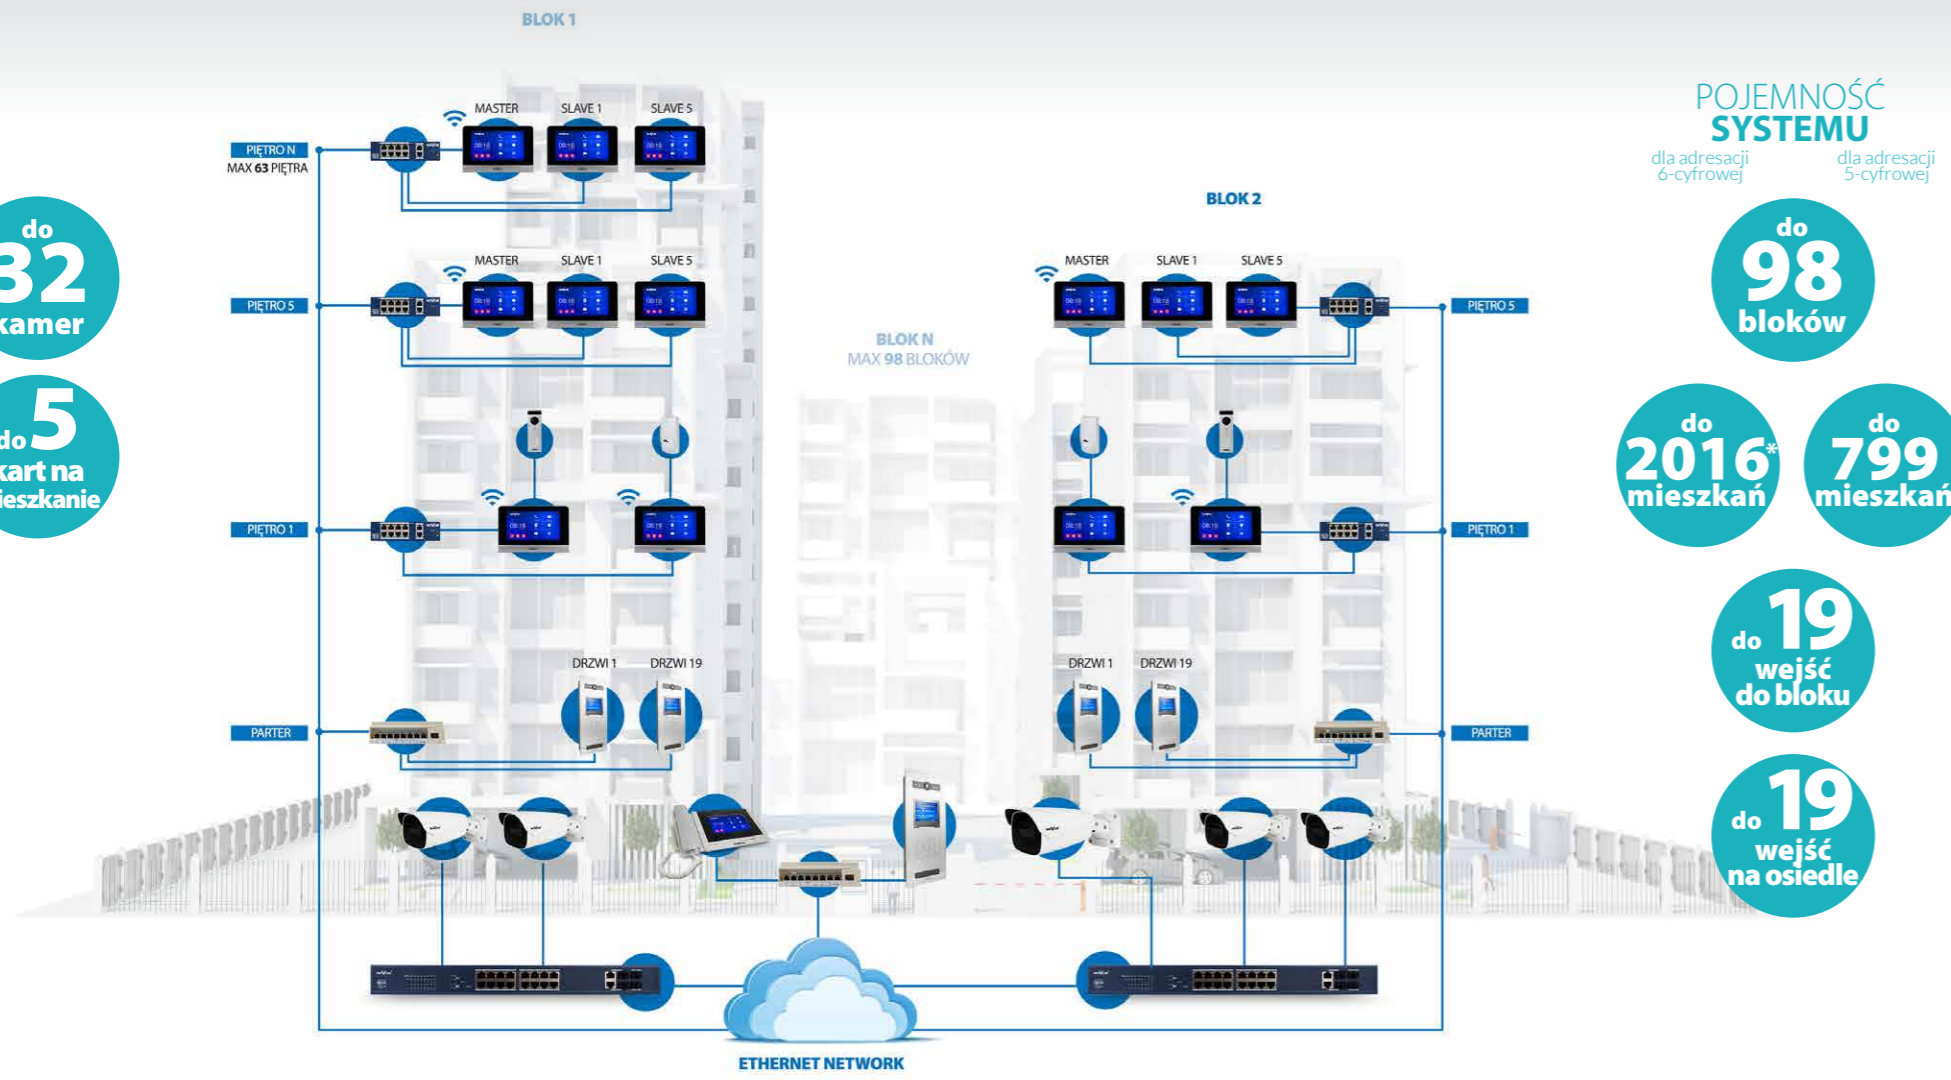 BLOK 1
POJEMNOŚĆ
SYSTEMU
dla adresacji
6-cyfrowej
dla adresacji
5-cyfrowej
MASTER SLAVE 1 SLAVE 5
PIĘTRO N
MAX 63 PIĘTRA
BLOK 2
do
32
kamer
do
98
bloków
MASTER SLAVE 1 SLAVE 5
MASTER SLAVE 1 SLAVE 5
PIĘTRO 5
PIĘTRO 5
BLOK N
MAX 98 BLOKÓW
do 5
kart na
mieszkanie
do
2016*
mieszkań
do
799
mieszkań
PIĘTRO 1
PIĘTRO 1
do 19
wejść
do bloku
DRZWI 1 DRZWI 19
DRZWI 1 DRZWI 19
PARTER
PARTER
do 19
wejść
na osiedle
ETHERNET NETWORK